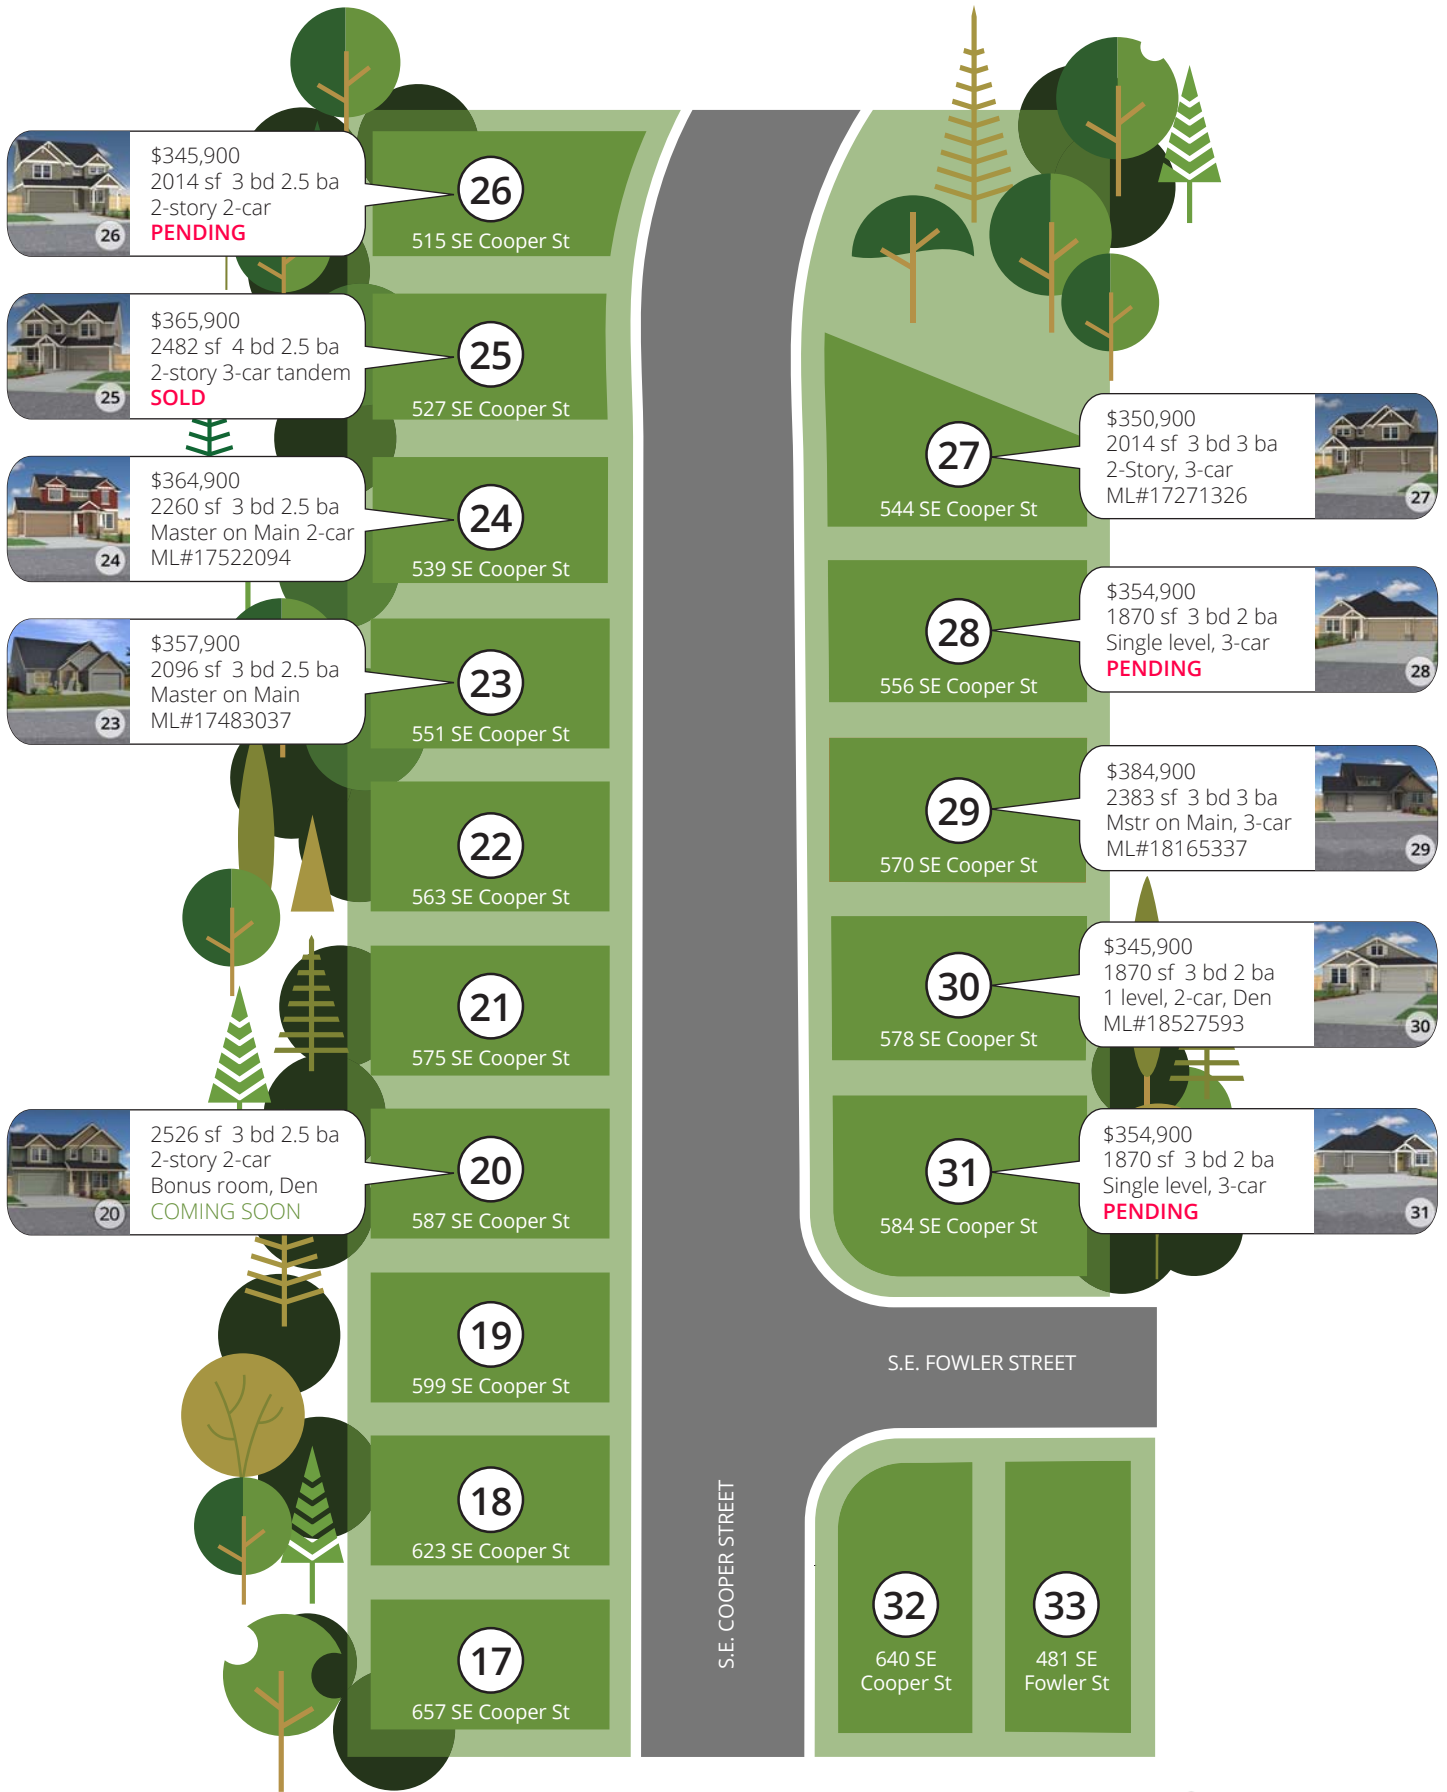 $345,900
2014 sf 3 bd 2.5 ba
2-story 2-car
PENDING
26
26
515 SE Cooper St
$365,900
2482 sf 4 bd 2.5 ba
2-story 3-car tandem
SOLD
25
25
527 SE Cooper St
$364,900
2260 sf 3 bd 2.5 ba
Master on Main 2-car
ML#17522094
24
24
539 SE Cooper St
$357,900
2096 sf 3 bd 2.5 ba
Master on Main
ML#17483037
23
23
551 SE Cooper St
22
563 SE Cooper St
21
575 SE Cooper St
2526 sf 3 bd 2.5 ba
2-story 2-car
Bonus room, Den
COMING SOON
20
20
587 SE Cooper St
19
599 SE Cooper St
18
623 SE Cooper St
17
657 SE Cooper St
S.E. COOPER STREET
27
544 SE Cooper St
$350,900
2014 sf 3 bd 3 ba
2-Story, 3-car
ML#17271326
27
28
556 SE Cooper St
$354,900
1870 sf 3 bd 2 ba
Single level, 3-car
PENDING
28
29
570 SE Cooper St
$384,900
2383 sf 3 bd 3 ba
Mstr on Main, 3-car
ML#18165337
29
30
578 SE Cooper St
$345,900
1870 sf 3 bd 2 ba
1 level, 2-car, Den
ML#18527593
30
31
584 SE Cooper St
$354,900
1870 sf 3 bd 2 ba
Single level, 3-car
PENDING
31
S.E. FOWLER STREET
32
640 SE
Cooper St
33
481 SE
Fowler St